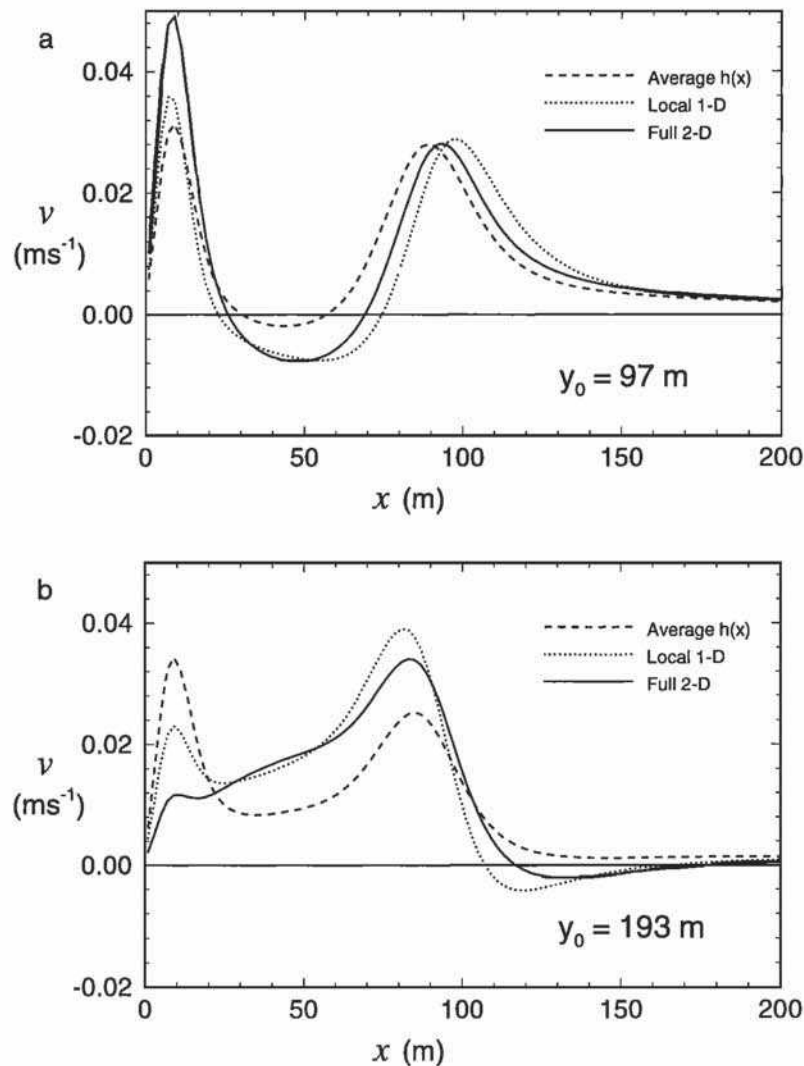 a
0.04
0.02
0.00
-0.02
v
(ms⁻¹)
Average h(x)
Local 1-D
Full 2-D
y₀ = 97 m
0 50 100 150 200
x (m)
b
0.04
0.02
0.00
-0.02
v
(ms⁻¹)
Average h(x)
Local 1-D
Full 2-D
y₀ = 193 m
0 50 100 150 200
x (m)